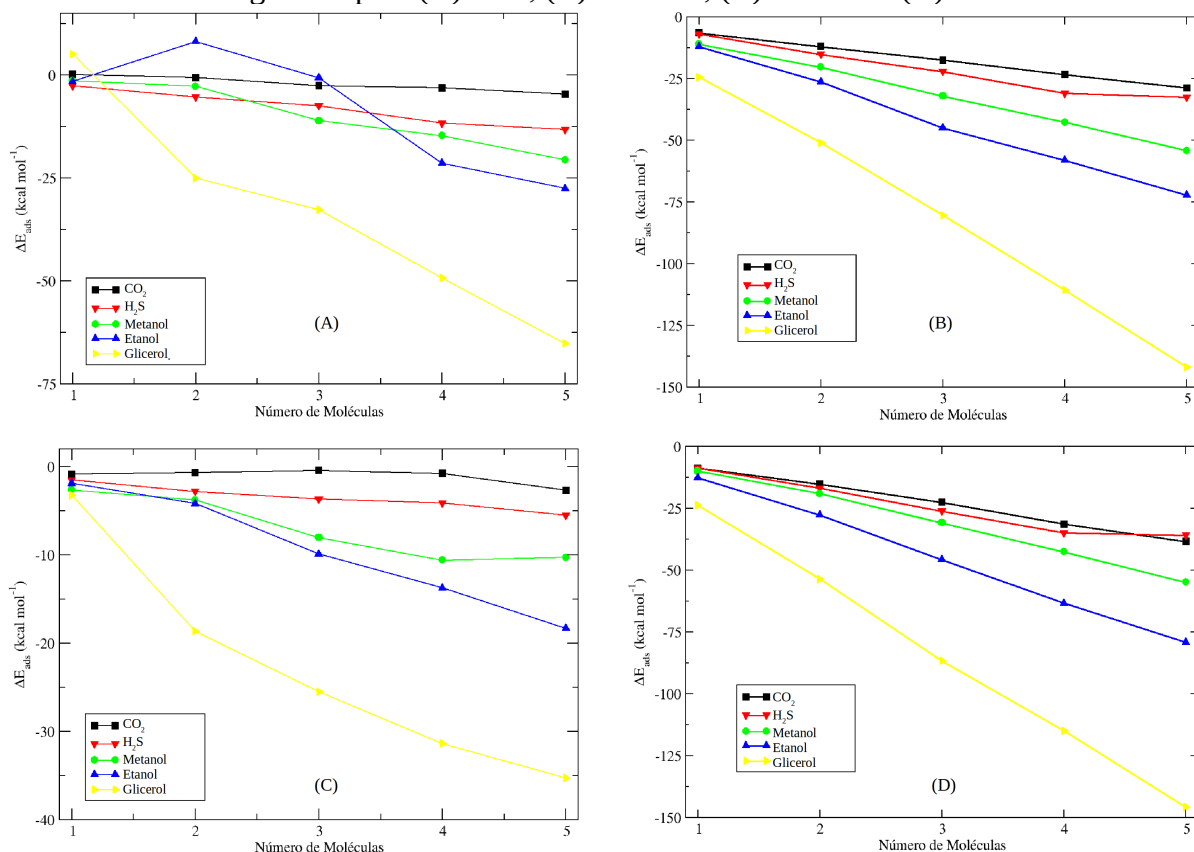 0
-25
-50
-75
ΔE_ads (kcal mol⁻¹)
CO₂
H₂S
Metanol
Etanol
Glicerol.
(A)
1 2 3 4 5
Número de Moléculas
0
-25
-50
-75
-100
-125
-150
ΔE_ads (kcal mol⁻¹)
CO₂
H₂S
Metanol
Etanol
Glicerol
(B)
1 2 3 4 5
Número de Moléculas
0
-10
-20
-30
-40
ΔE_ads (kcal mol⁻¹)
CO₂
H₂S
Metanol
Etanol
Glicerol
(C)
1 2 3 4 5
Número de Moléculas
0
-25
-50
-75
-100
-125
-150
ΔE_ads (kcal mol⁻¹)
CO₂
H₂S
Metanol
Etanol
Glicerol
(D)
1 2 3 4 5
Número de Moléculas